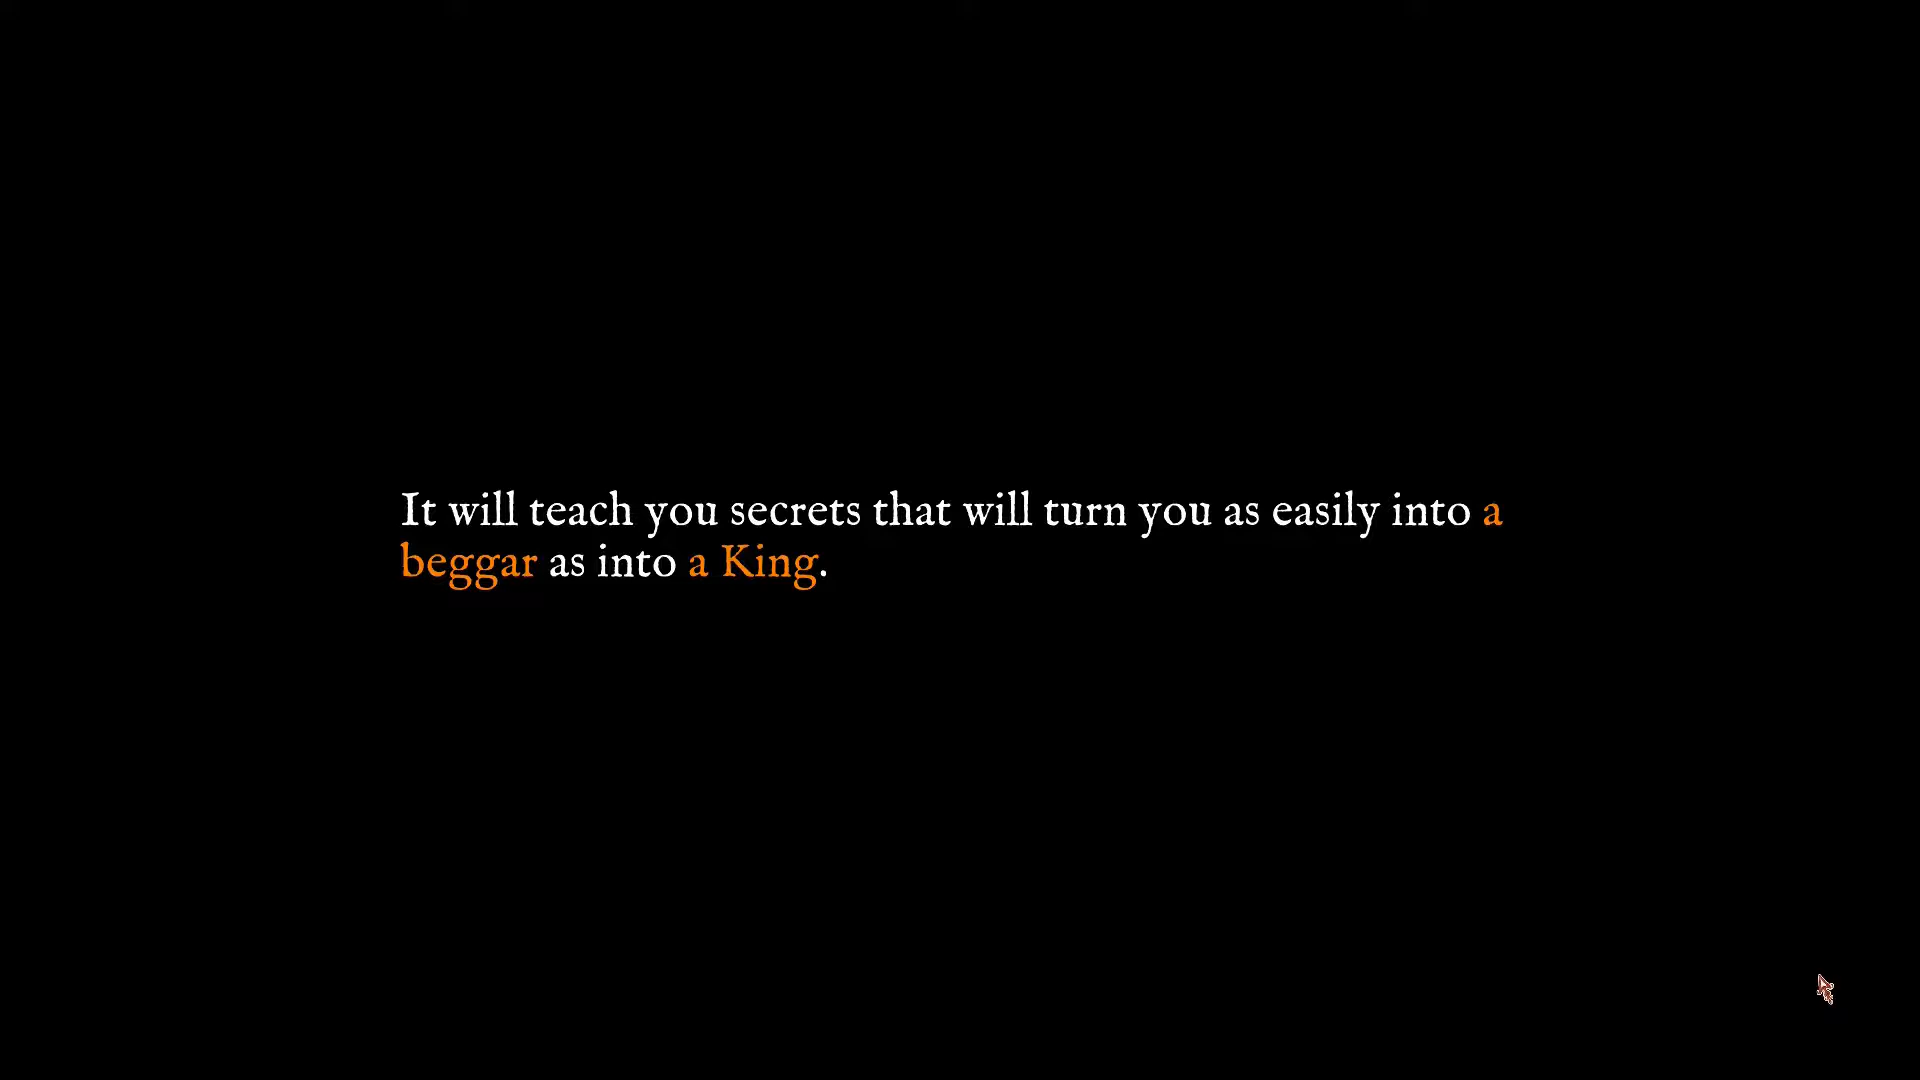 It will teach you secrets that will turn you as easily into a
beggar as into a King.